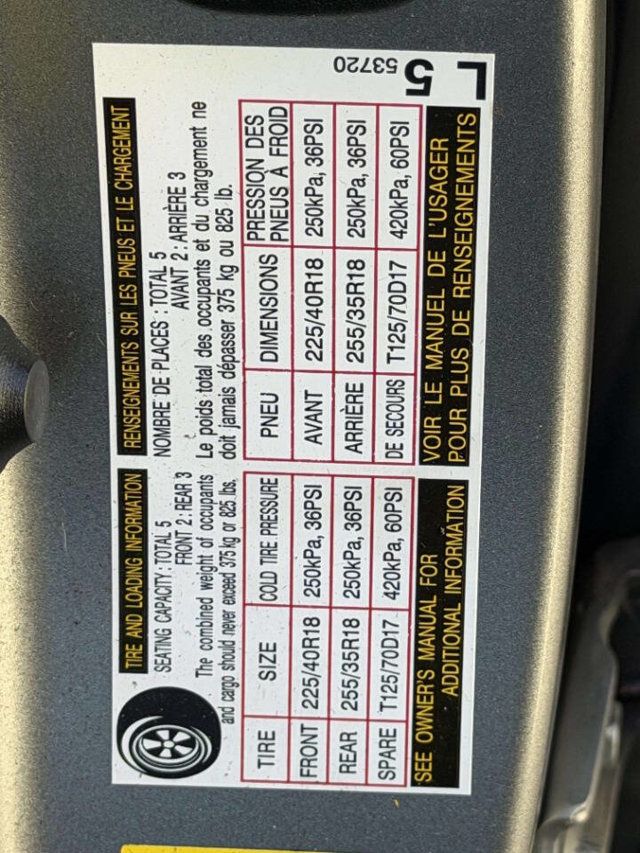 TIRE AND LOADING INFORMATION
SEATING CAPACITY : TOTAL 5
FRONT 2 : REAR 3
The combined weight of occupants
and cargo should never exceed 375 kg or 825 lbs.
TIRE SIZE COLD TIRE PRESSURE
FRONT 225/40R18 250kPa, 36PSI
REAR 255/35R18 250kPa, 36PSI
SPARE T125/70D17 420kPa, 60PSI
SEE OWNER'S MANUAL FOR
ADDITIONAL INFORMATION
RENSEIGNEMENTS SUR LES PNEUS ET LE CHARGEMENT
NOMBRE DE PLACES : TOTAL 5
AVANT 2 : ARRIÈRE 3
Le poids total des occupants et du chargement ne
doit jamais dépasser 375 kg ou 825 lb.
PNEU DIMENSIONS PRESSION DES
PNEUS À FROID
AVANT 225/40R18 250kPa, 36PSI
ARRIÈRE 255/35R18 250kPa, 36PSI
DE SECOURS T125/70D17 420kPa, 60PSI
VOIR LE MANUEL DE L'USAGER
POUR PLUS DE RENSEIGNEMENTS
53720
L5